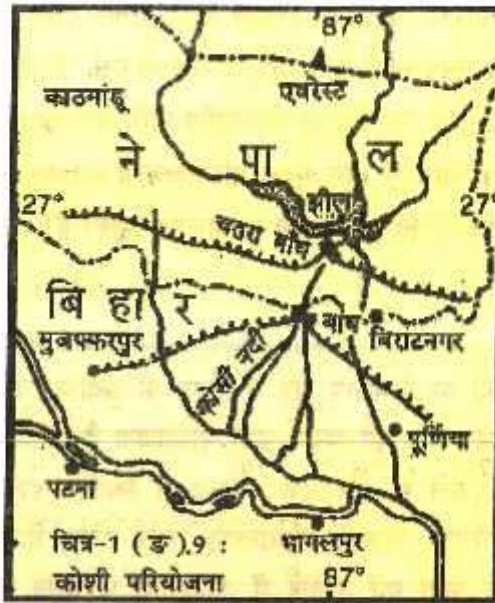 87°
एवरेस्ट
काठमांडू
ने पा ल
झील
27° 27°
चतरा बाँध
बि हा र
बाँध
बिराटनगर
मुजफ्फरपुर
कोसी नदी
पूर्णिया
पटना
भागलपुर
चित्र-1 (ङ).9 :
कोशी परियोजना
87°